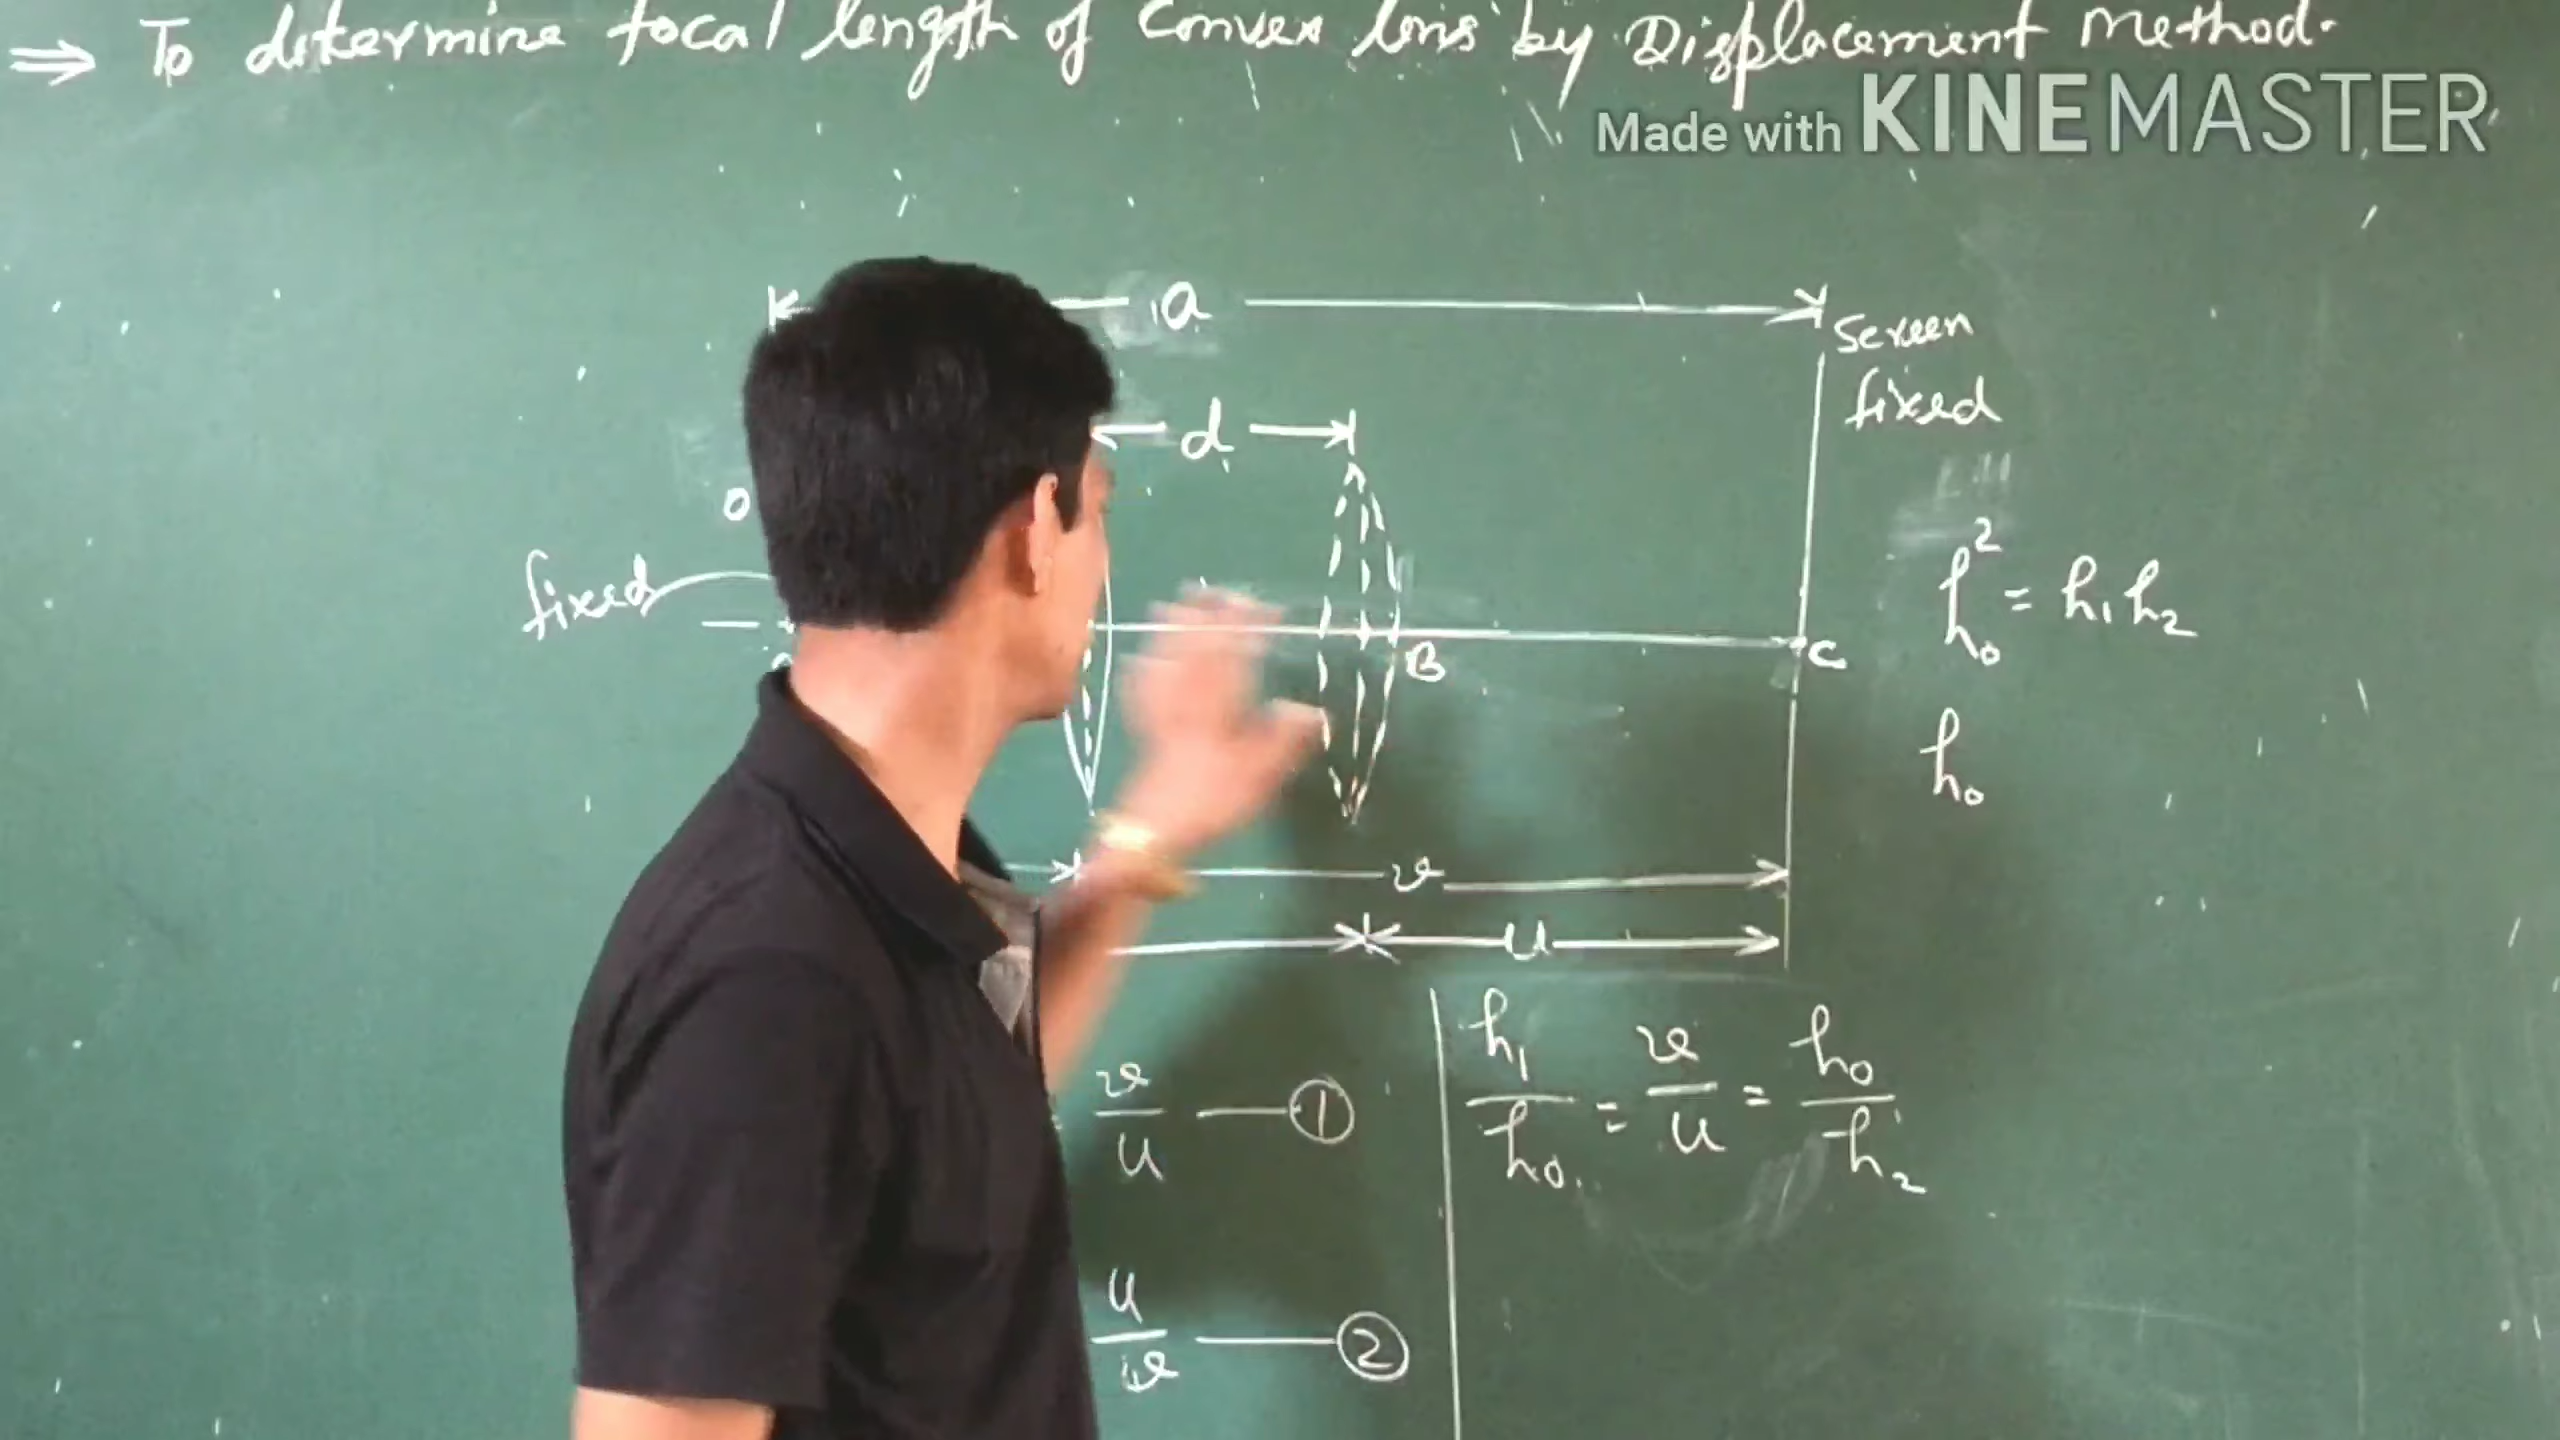 ⇒ To determine focal length of Convex lens by Displacement Method.
Made with KINEMASTER
a
Screen
fixed
d
O
fixed
B
C
h₀² = h₁h₂
h₀
v
u
v/u —①
h₁/h₀ = v/u = h₀/h₂
u/v —②